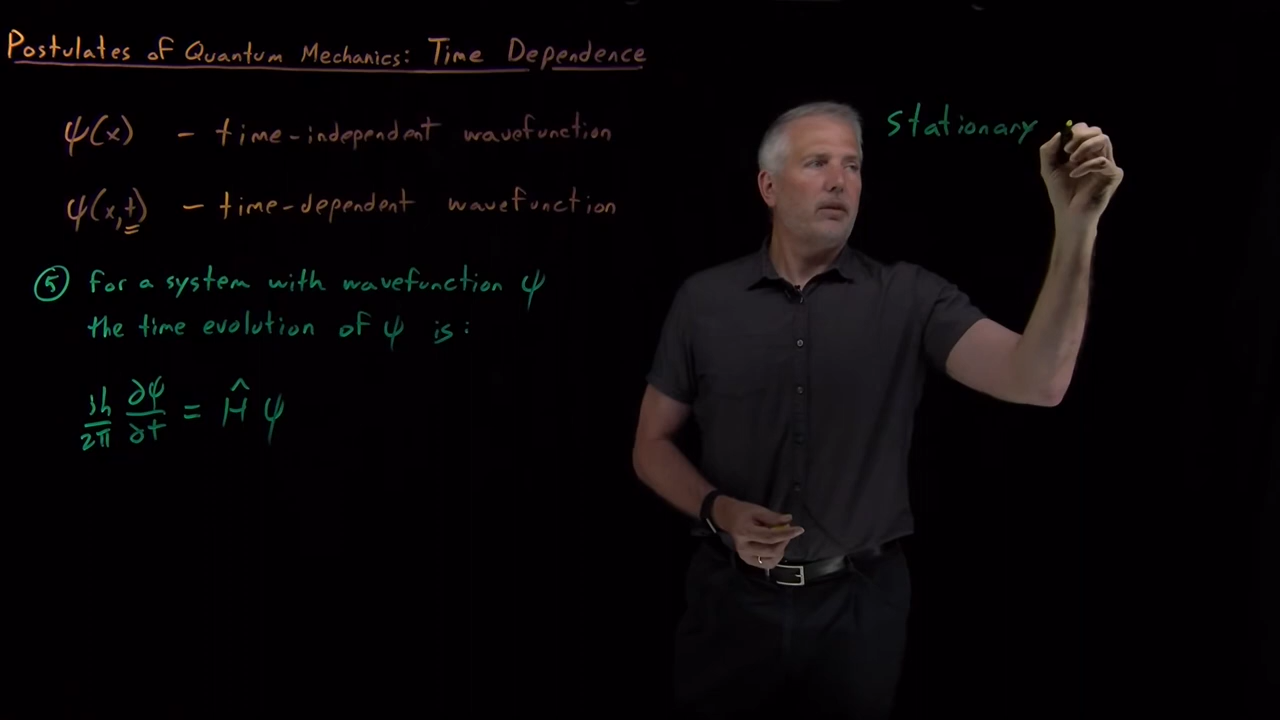 Postulates of Quantum Mechanics: Time Dependence
ψ(x) - time-independent wavefunction
ψ(x,t) - time-dependent wavefunction
⑤ for a system with wavefunction ψ
the time evolution of ψ is:
ih/2π ∂ψ/∂t = Ĥ ψ
Stationary